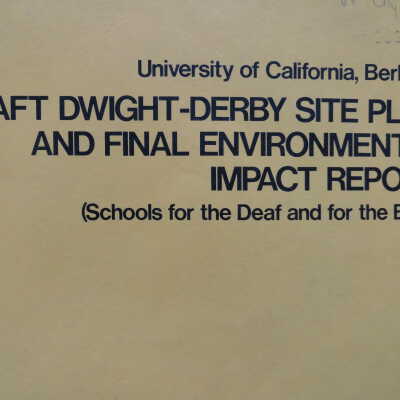 University of California, Berl
AFT DWIGHT-DERBY SITE PL
AND FINAL ENVIRONMENT
IMPACT REPO
(Schools for the Deaf and for the B